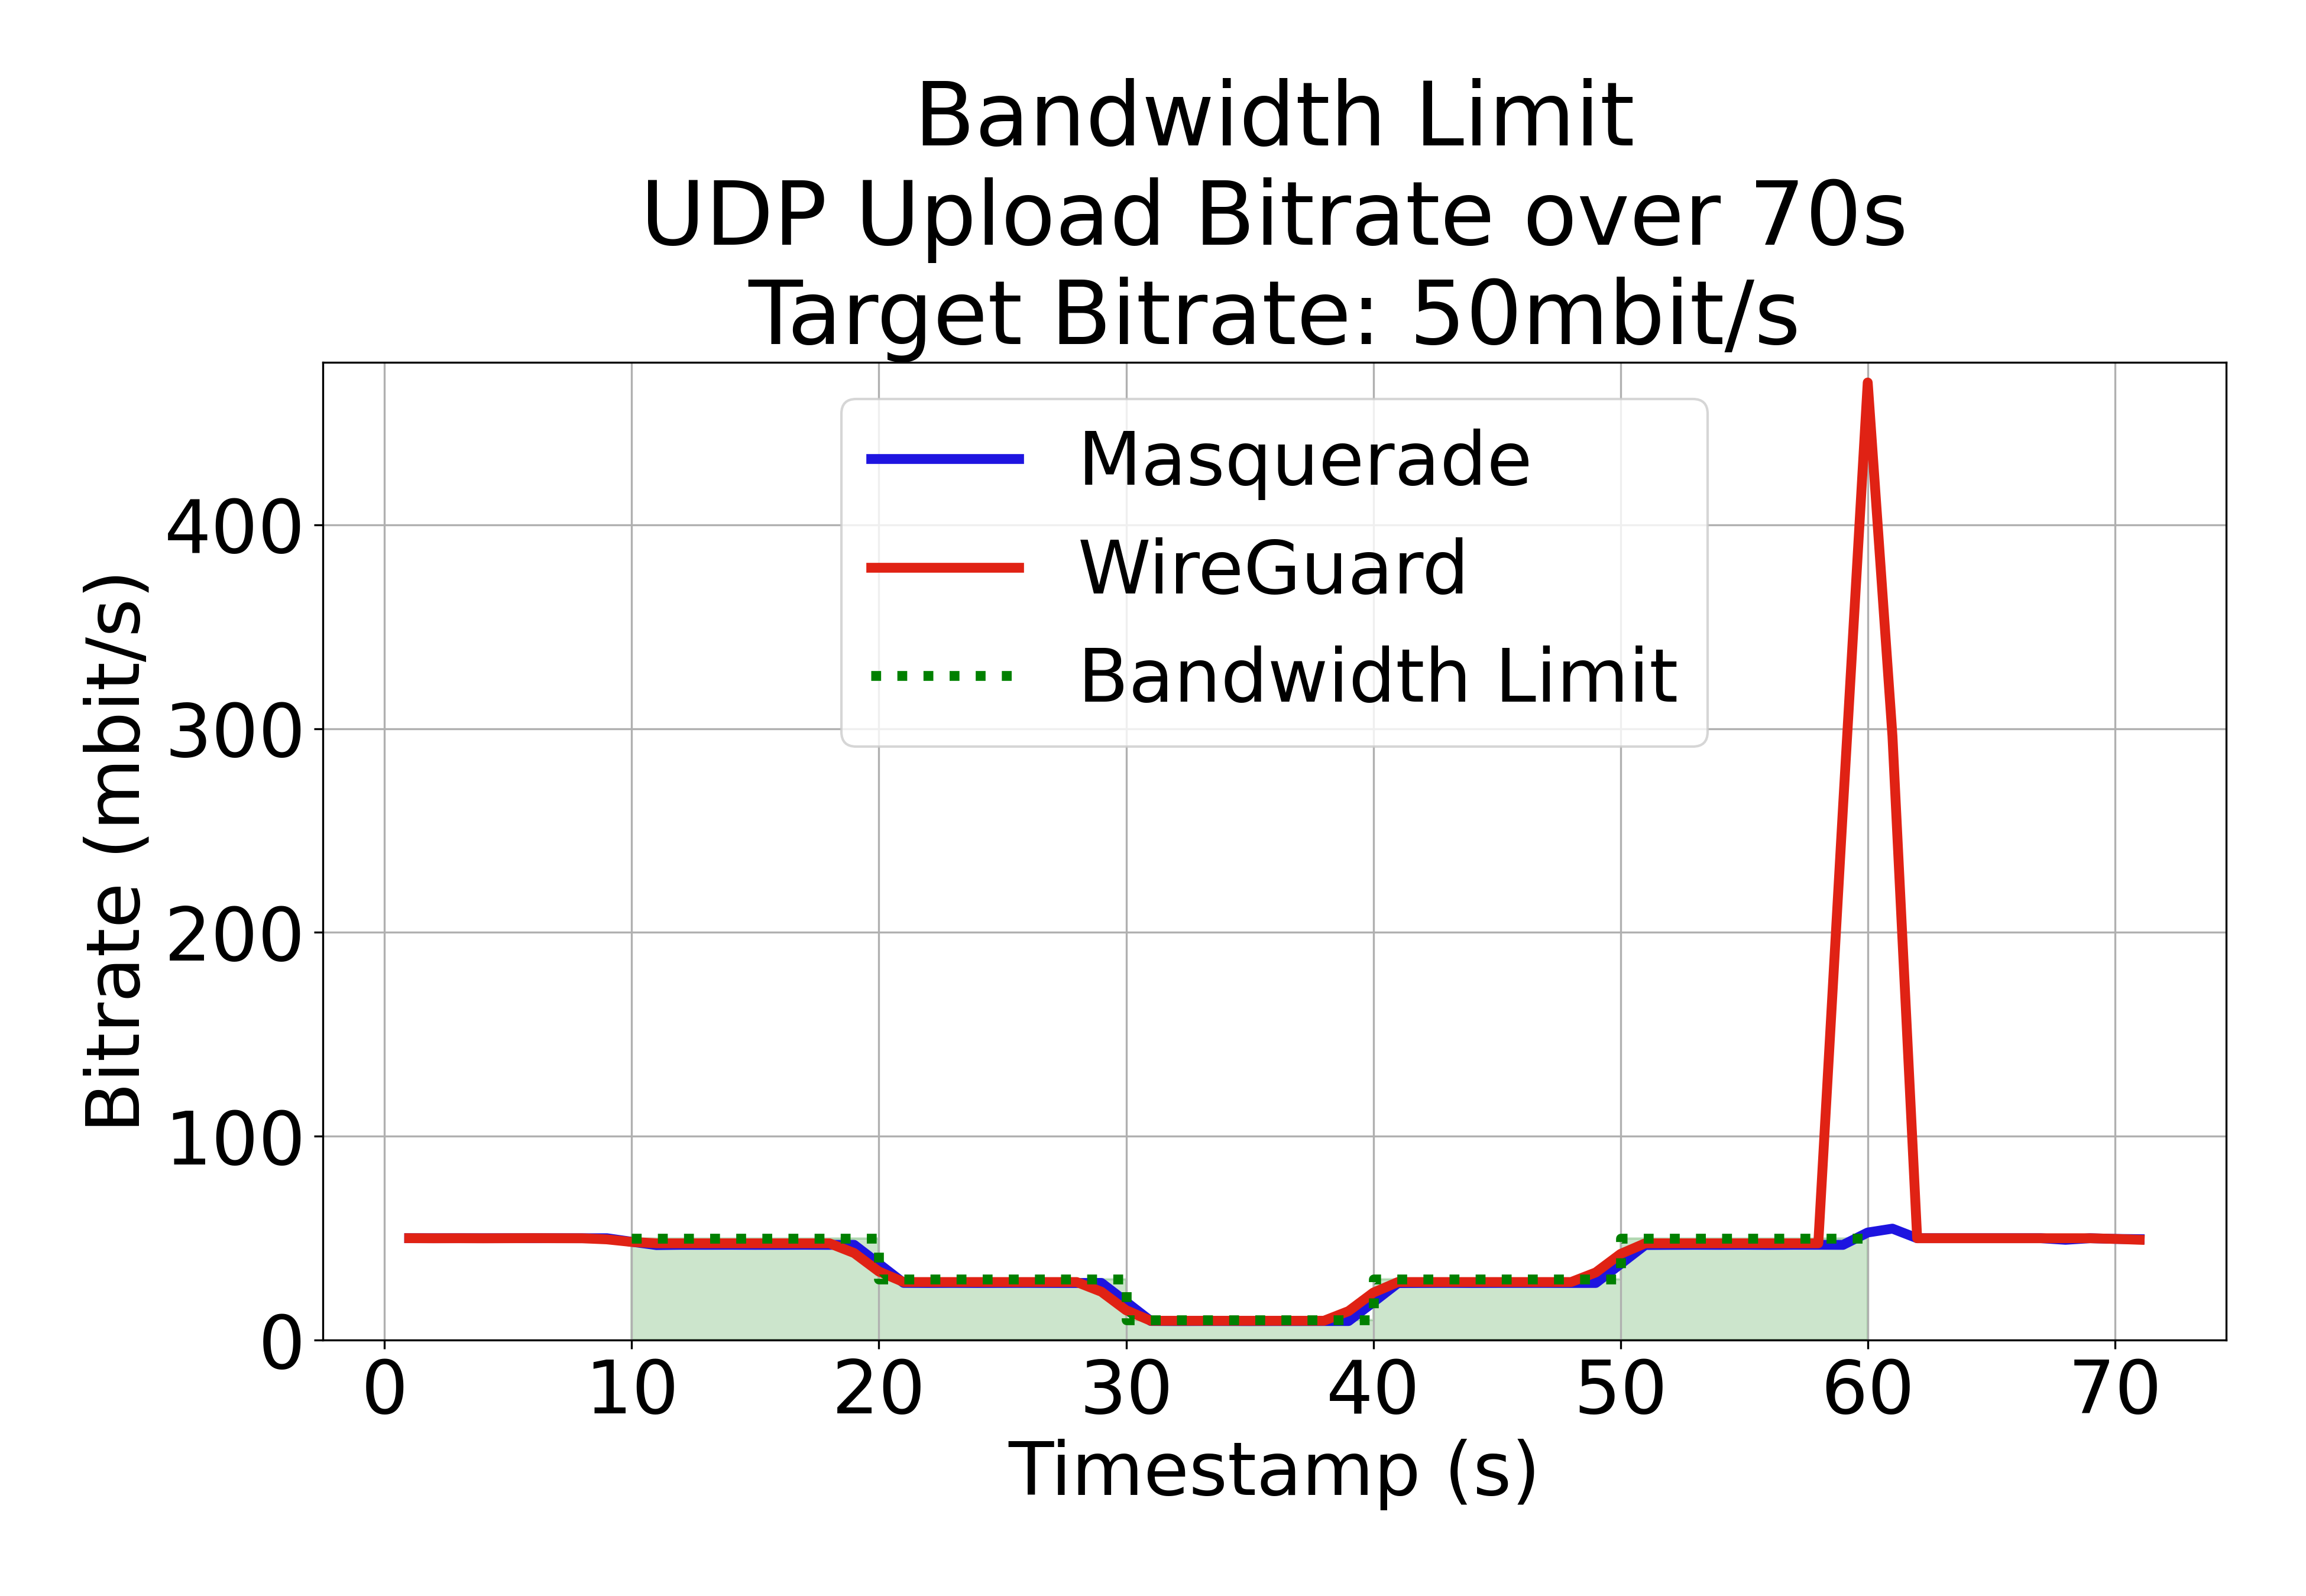 Bandwidth Limit
UDP Upload Bitrate over 70s
Target Bitrate: 50mbit/s
Masquerade
WireGuard
Bandwidth Limit
Bitrate (mbit/s)
400
300
200
100
0
0 10 20 30 40 50 60 70
Timestamp (s)